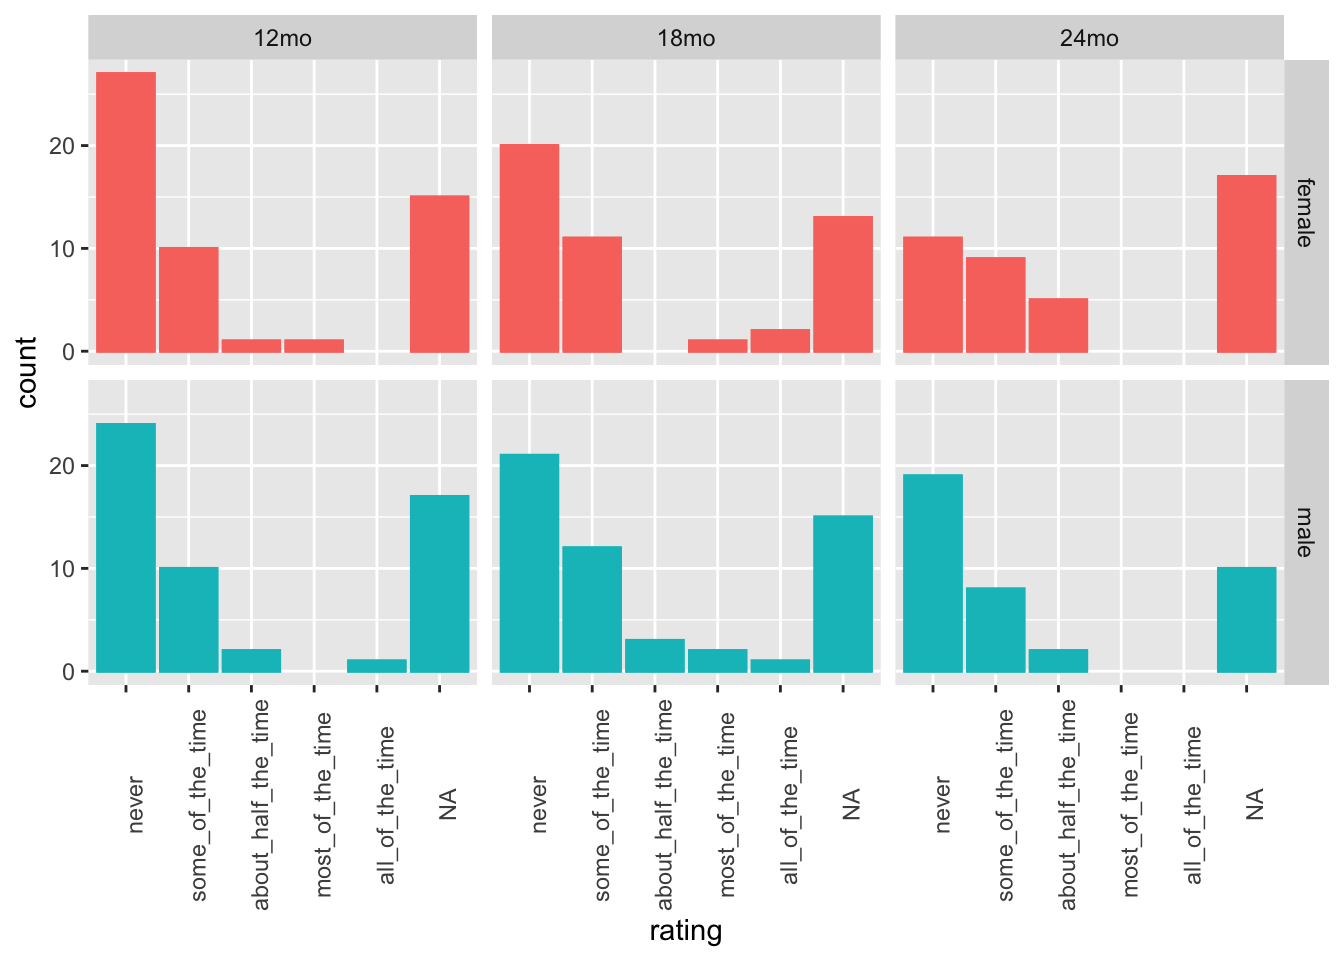 12mo 18mo 24mo
20
10
0
female
count
20
10
0
male
never some_of_the_time about_half_the_time most_of_the_time all_of_the_time NA never some_of_the_time about_half_the_time most_of_the_time all_of_the_time NA never some_of_the_time about_half_the_time most_of_the_time all_of_the_time NA
rating